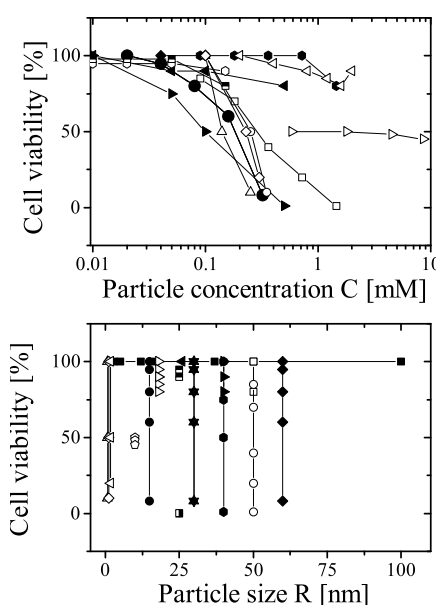 100
50
0
Cell viability [%]
0.01 0.1 1 10
Particle concentration C [mM]
100
50
0
Cell viability [%]
0 25 50 75 100
Particle size R [nm]